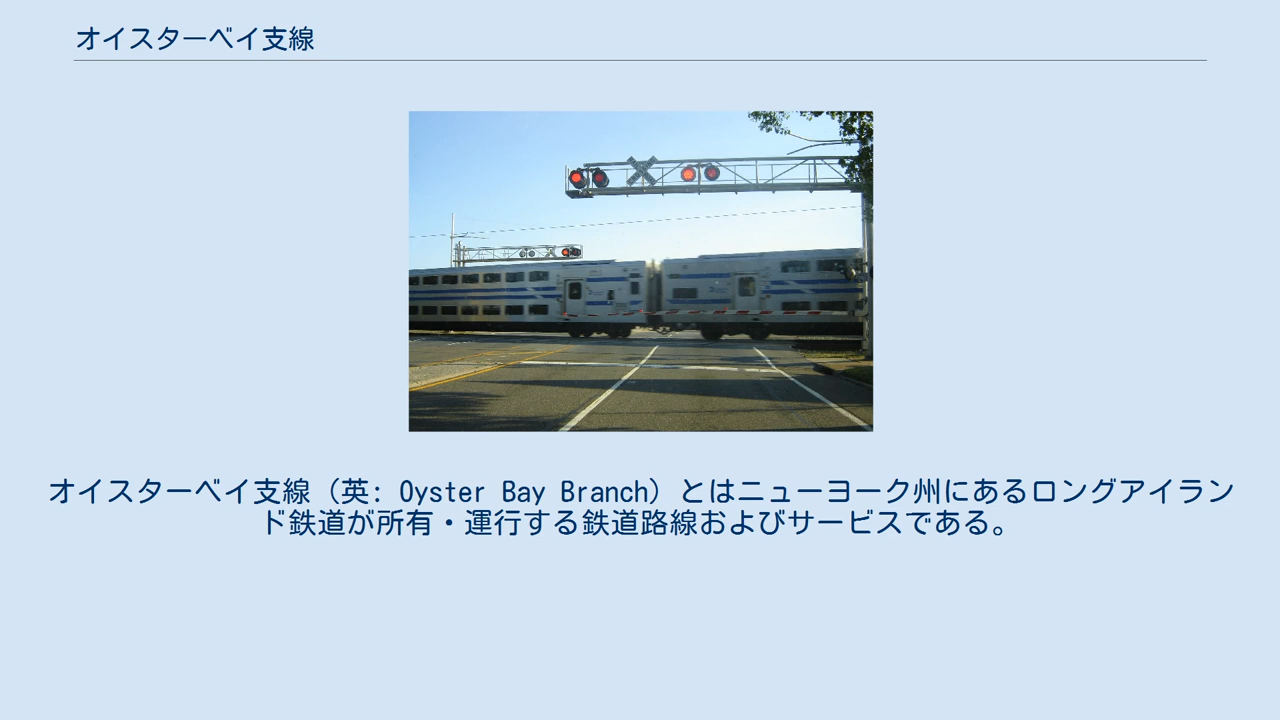 オイスターベイ支線
オイスターベイ支線（英: Oyster Bay Branch）とはニューヨーク州にあるロングアイラン
ド鉄道が所有・運行する鉄道路線およびサービスである。